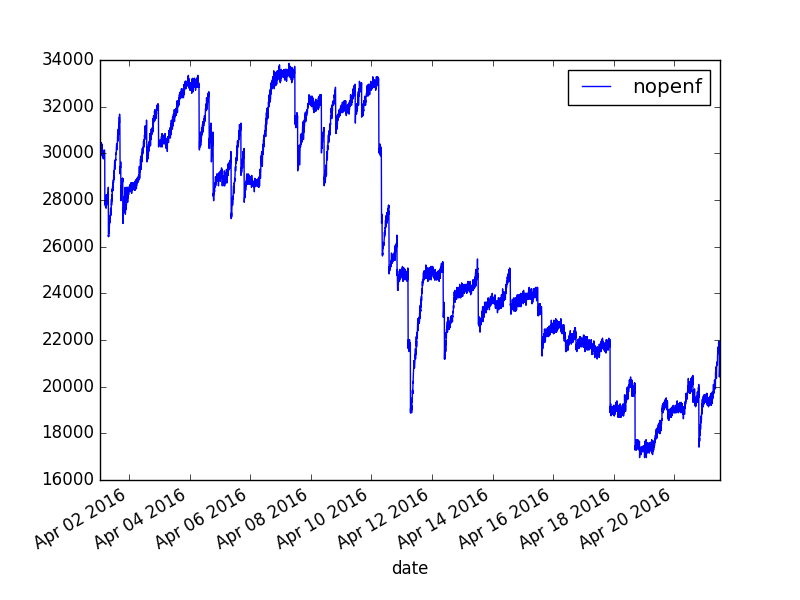 34000
32000
30000
28000
26000
24000
22000
20000
18000
16000
nopenf
Apr 02 2016
Apr 04 2016
Apr 06 2016
Apr 08 2016
Apr 10 2016
Apr 12 2016
Apr 14 2016
Apr 16 2016
Apr 18 2016
Apr 20 2016
date